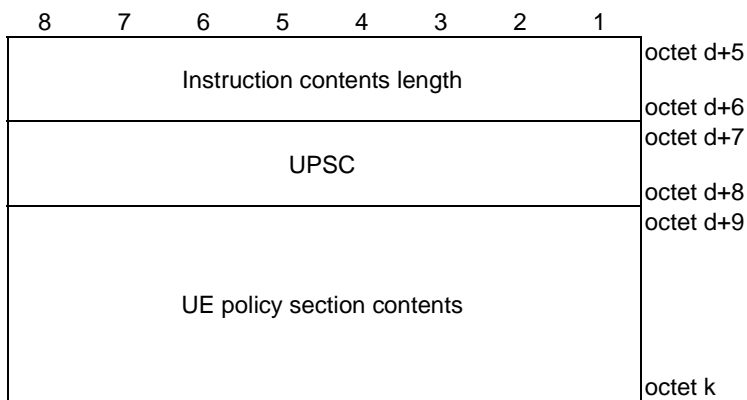 8 7 6 5 4 3 2 1
octet d+5
Instruction contents length
octet d+6
octet d+7
UPSC
octet d+8
octet d+9
UE policy section contents
octet k